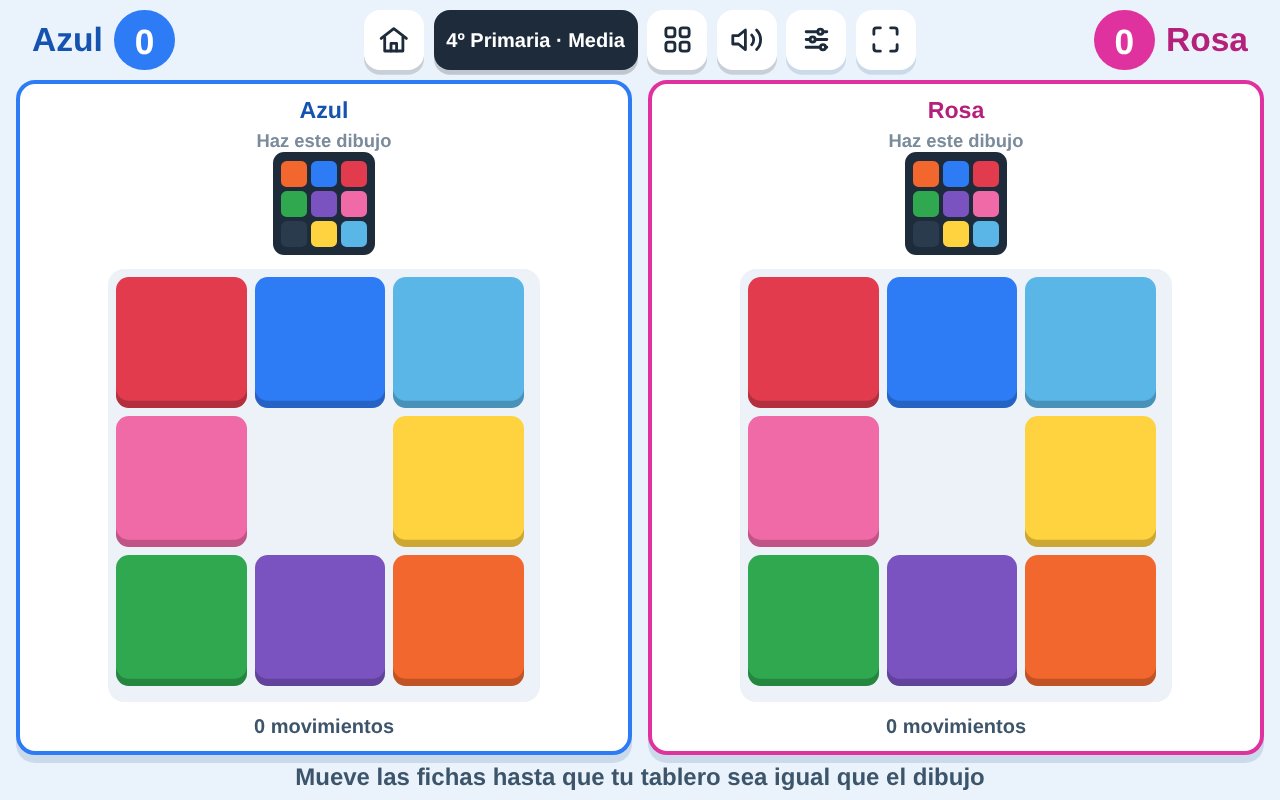 Azul 0
4º Primaria · Media
0 Rosa
Azul
Haz este dibujo
0 movimientos
Rosa
Haz este dibujo
0 movimientos
Mueve las fichas hasta que tu tablero sea igual que el dibujo